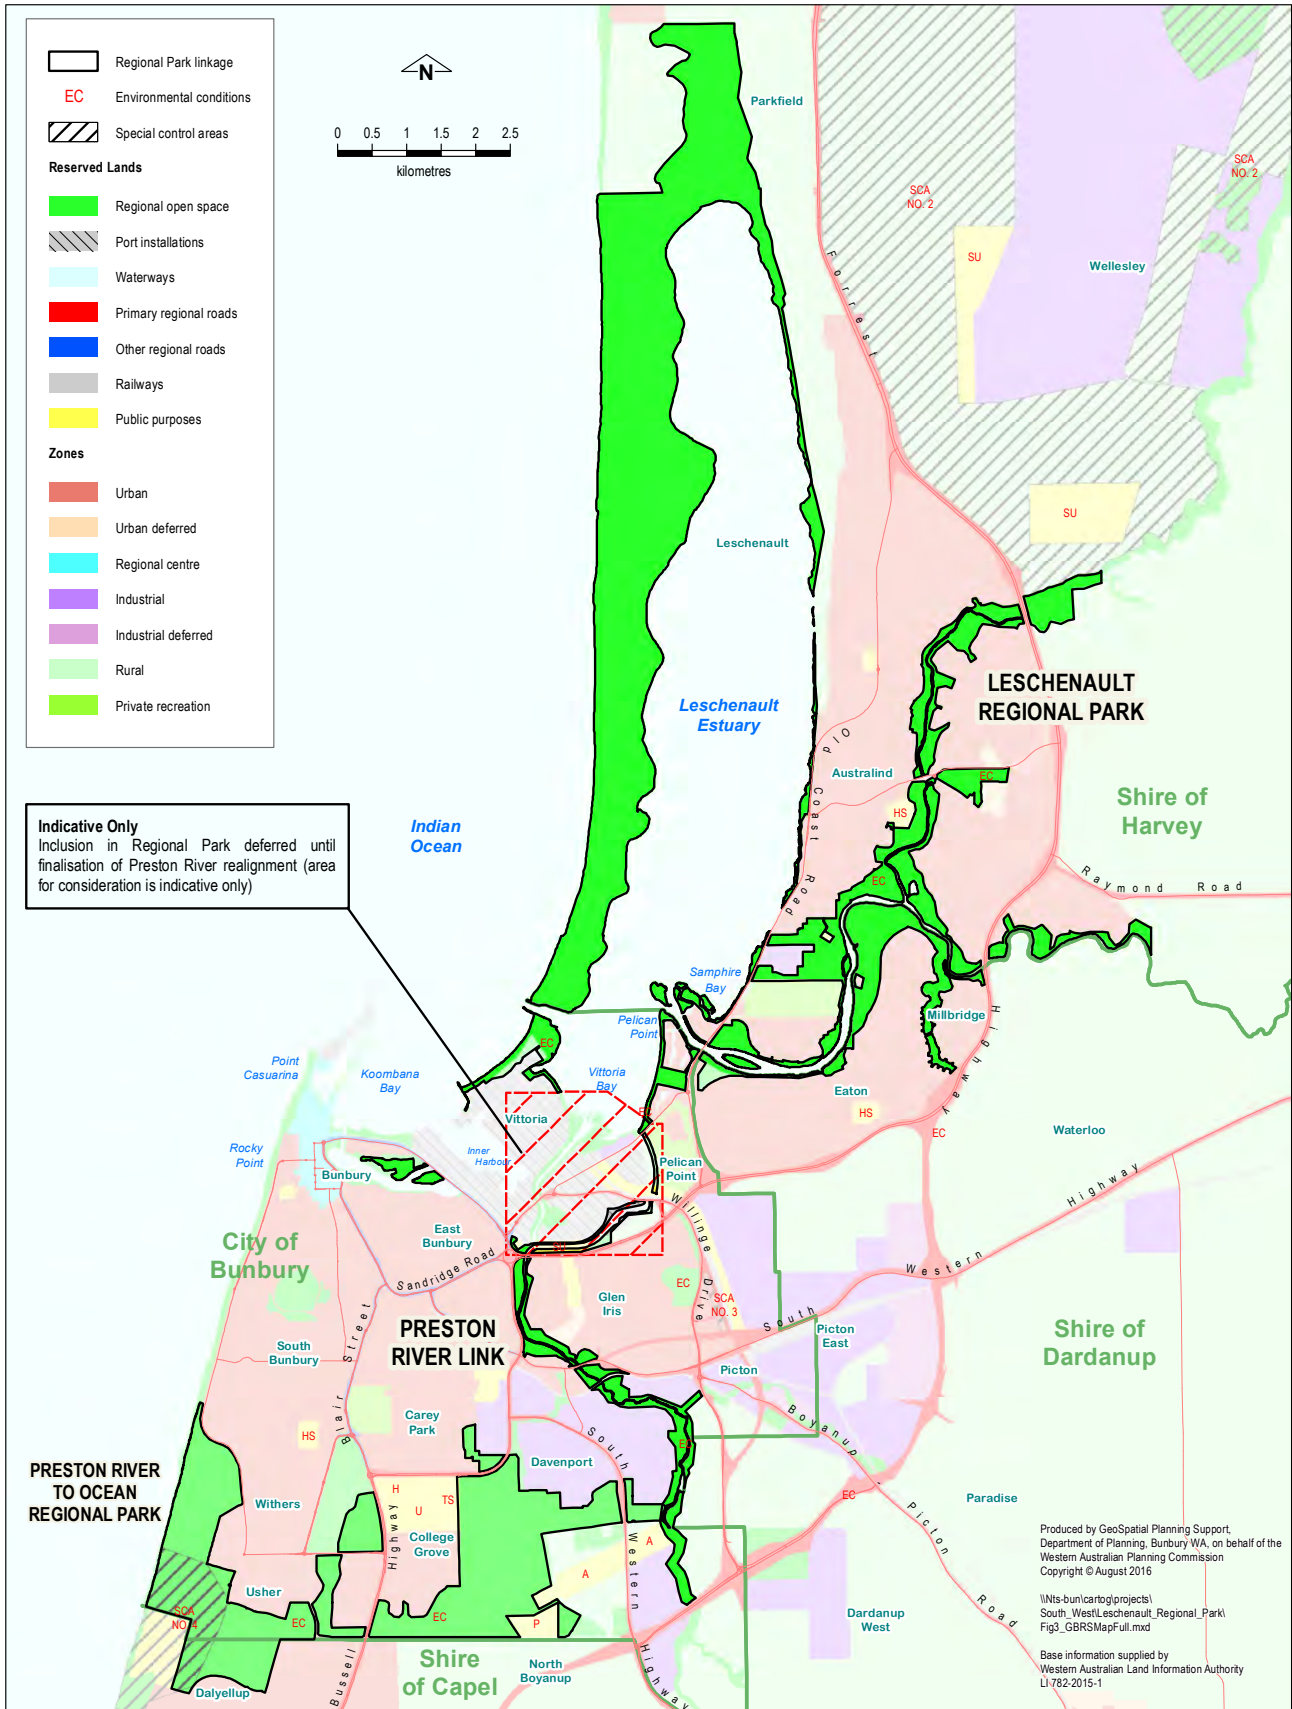 Regional Park linkage
EC Environmental conditions
Special control areas
Reserved Lands
Regional open space
Port installations
Waterways
Primary regional roads
Other regional roads
Railways
Public purposes
Zones
Urban
Urban deferred
Regional centre
Industrial
Industrial deferred
Rural
Private recreation
N
0 0.5 1 1.5 2 2.5
kilometres
Parkfield
SCA
NO. 2
SCA
NO. 2
SU
Wellesley
Forrest
SU
Leschenault
LESCHENAULT
REGIONAL PARK
Leschenault
Estuary
Old Coast Road
Australind
EC
HS
Shire of
Harvey
Indicative Only
Inclusion in Regional Park deferred until
finalisation of Preston River realignment (area
for consideration is indicative only)
Indian
Ocean
EC
Raymond Road
Samphire
Bay
Pelican
Point
Millbridge
Highway
EC
Point
Casuarina
Koombana
Bay
Vittoria
Bay
Eaton
Vittoria
EC
HS
EC
Waterloo
Rocky
Point
Inner
Harbour
Bunbury
Pelican
Point
Highway
City of
Bunbury
East
Bunbury
Willinge Drive
SU
Sandridge Road
Western
EC
Glen
Iris
SCA
NO. 3
South
PRESTON
RIVER LINK
Picton
East
Shire of
Dardanup
South
Bunbury
Blair Street
Picton
Carey
Park
Boyanup
HS
South
EC
Davenport
PRESTON RIVER
TO OCEAN
REGIONAL PARK
Withers
H
U
TS
EC
Paradise
Picton
College
Grove
Highway
Western
A
A
Produced by GeoSpatial Planning Support,
Department of Planning, Bunbury WA, on behalf of the
Western Australian Planning Commission
Copyright © August 2016
Usher
SCA
NO. 4
EC
EC
P
Dardanup
West
Road
\\Nts-bun\cartog\projects\
South_West\Leschenault_Regional_Park\
Fig3_GBRSMapFull.mxd
Shire
of Capel
North
Boyanup
Bussell
Highway
Dalyellup
Base information supplied by
Western Australian Land Information Authority
LI 782-2015-1